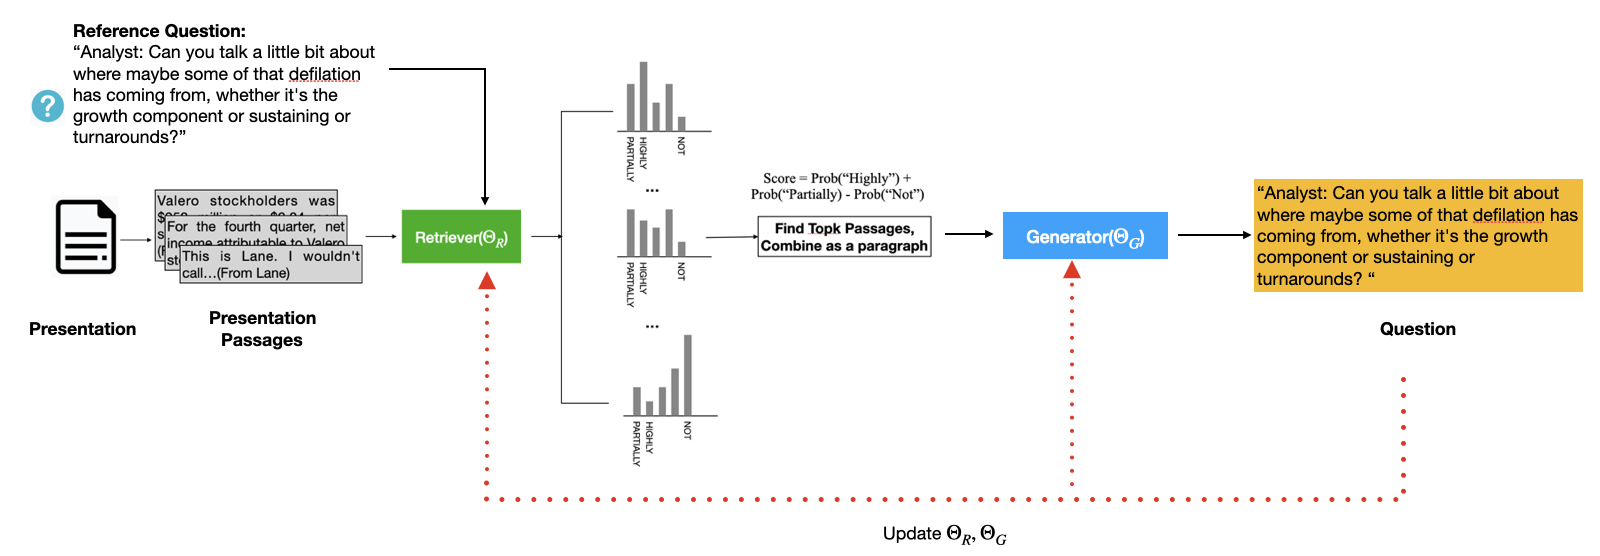 Reference Question:
“Analyst: Can you talk a little bit about
where maybe some of that defilation
has coming from, whether it's the
growth component or sustaining or
turnarounds?”
?
Valero stockholders was
For the fourth quarter, net
income attributable to Valero
This is Lane. I wouldn't
call...(From Lane)
Presentation
Presentation
Passages
Retriever(Θ_R)
PARTIALLY
HIGHLY
NOT
...
PARTIALLY
HIGHLY
NOT
...
PARTIALLY
HIGHLY
NOT
Score = Prob(“Highly”) +
Prob(“Partially) - Prob(“Not”)
Find Topk Passages,
Combine as a paragraph
Generator(Θ_G)
“Analyst: Can you talk a little bit about
where maybe some of that defilation has
coming from, whether it's the growth
component or sustaining or
turnarounds? “
Question
Update Θ_R, Θ_G